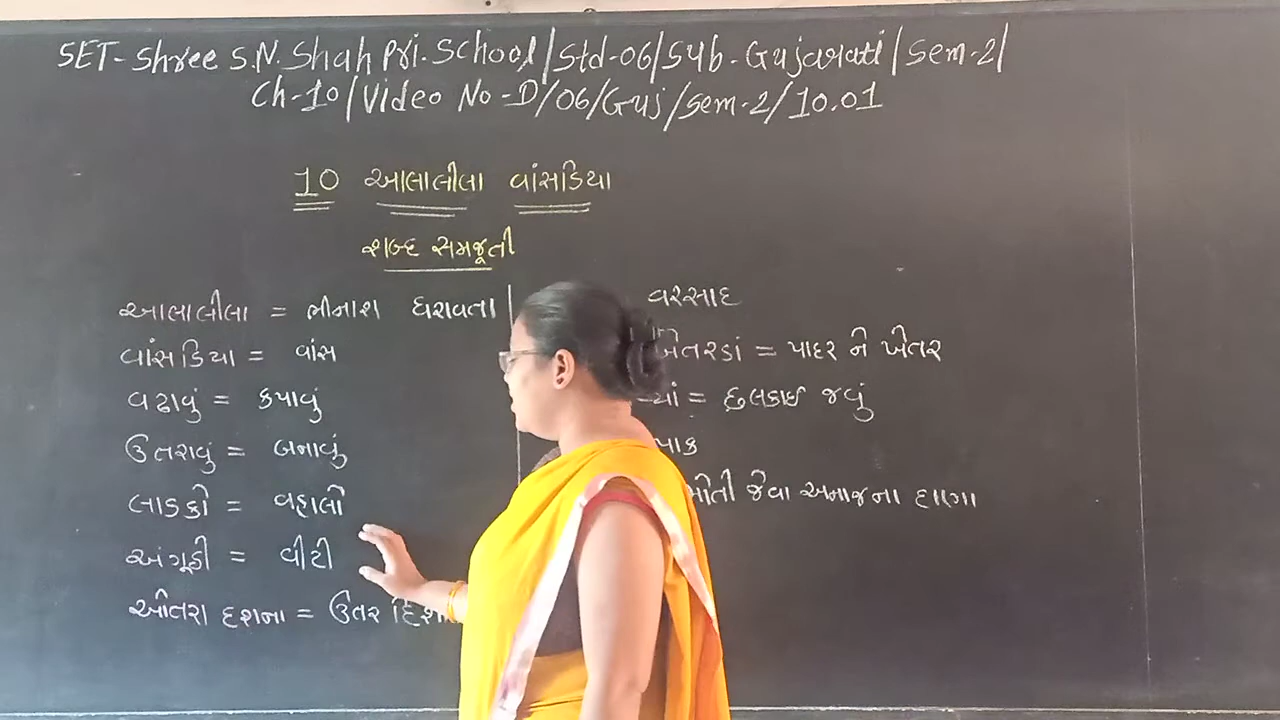 SET-Shree S.N. Shah Pri. School/Std-06/Sub-Gujarati/Sem-2/
Ch-10/Video No-D/06/Guj/Sem-2/10.01
10 આલાલીલા વાંસડિયા
શબ્દ સમજૂતી
આલાલીલા = ભીનાશ ધરાવતા
વાંસડિયા = વાંસ
વઢાવું = કપાવું
ઉતરાવું = બનાવું
લાડકો = વહાલો
અંગૂઠી = વીંટી
ઓતરા દશના = ઉતર દિશા
વરસાદ
ખેતરડાં = પાદર ને ખેતર
= છલકાઈ જવું
પાક
મોતી જેવા અનાજના દાણા